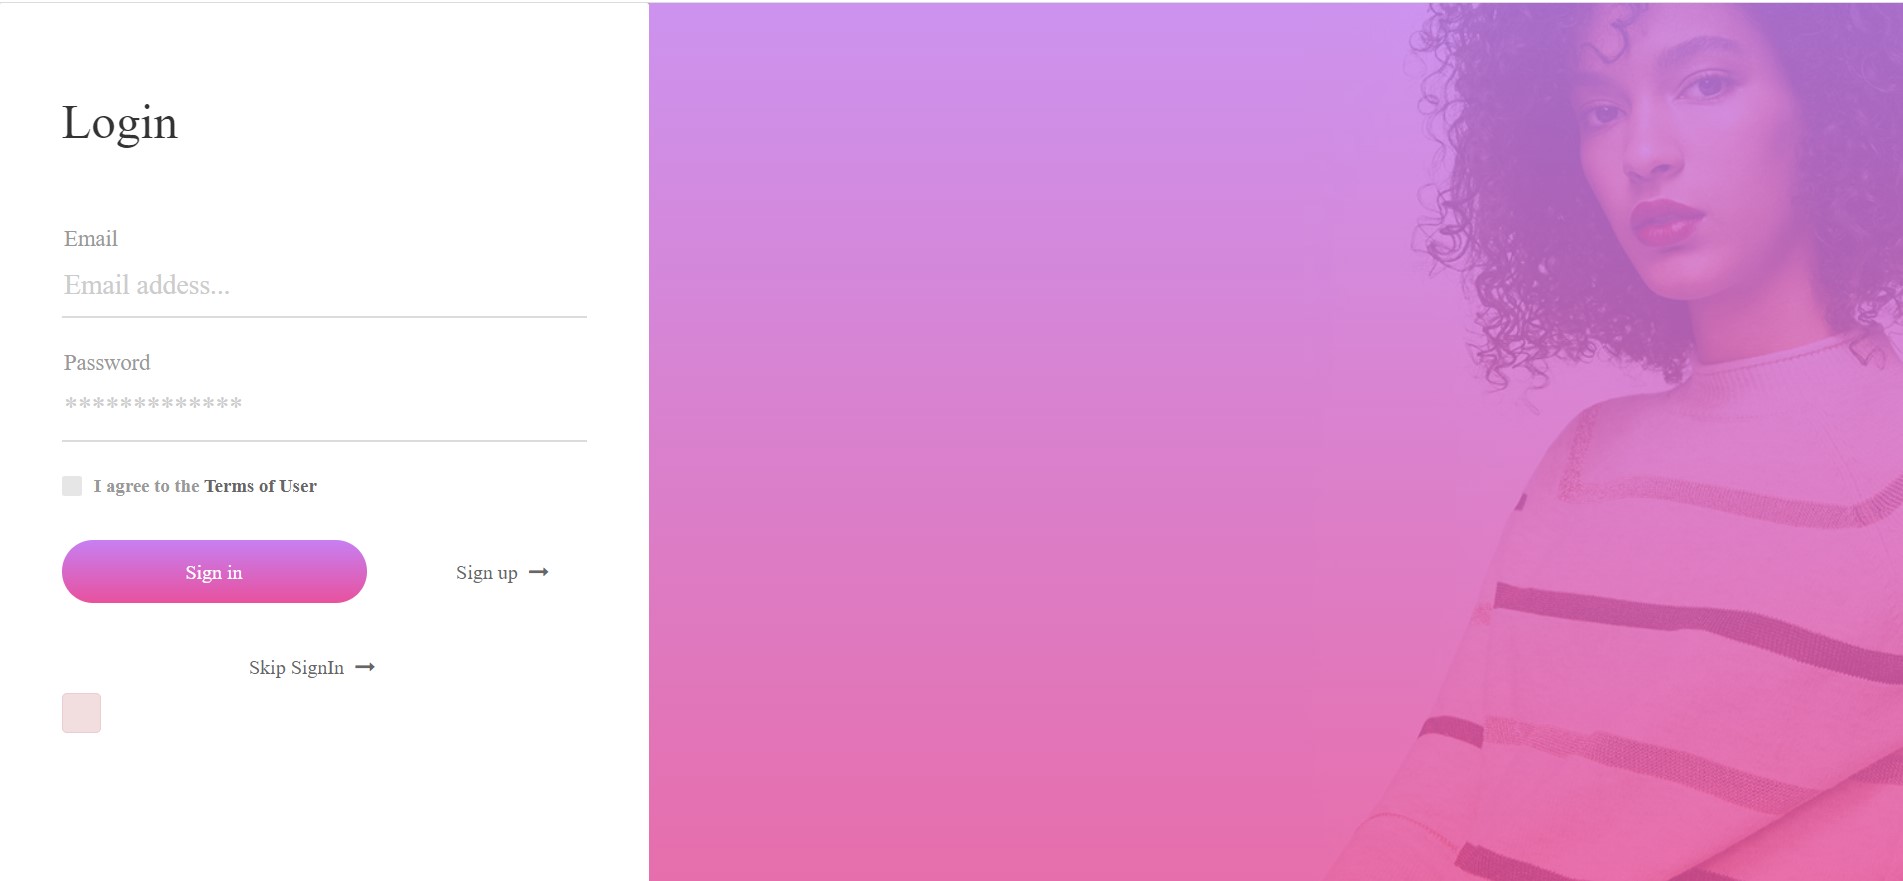 Login
Email
Email addess...
Password
*************
I agree to the Terms of User
Sign in
Sign up
Skip SignIn